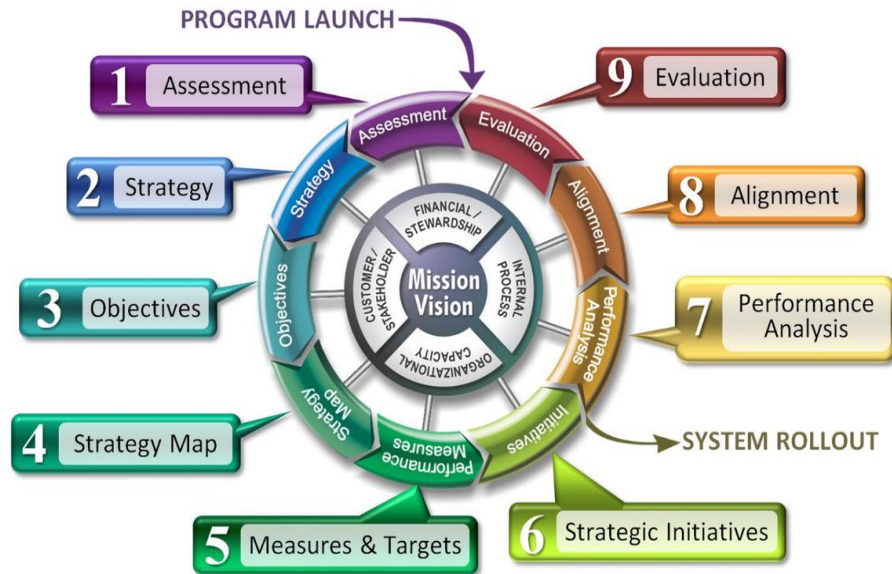 PROGRAM LAUNCH
1 Assessment
2 Strategy
3 Objectives
4 Strategy Map
5 Measures & Targets
6 Strategic Initiatives
7 Performance
Analysis
8 Alignment
9 Evaluation
SYSTEM ROLLOUT
Assessment
Strategy
Objectives
Strategy
Map
Performance
Measures
Initiatives
Performance
Analysis
Alignment
Evaluation
FINANCIAL /
STEWARDSHIP
CUSTOMER/
STAKEHOLDER
ORGANIZATIONAL
CAPACITY
INTERNAL
PROCESS
Mission
Vision